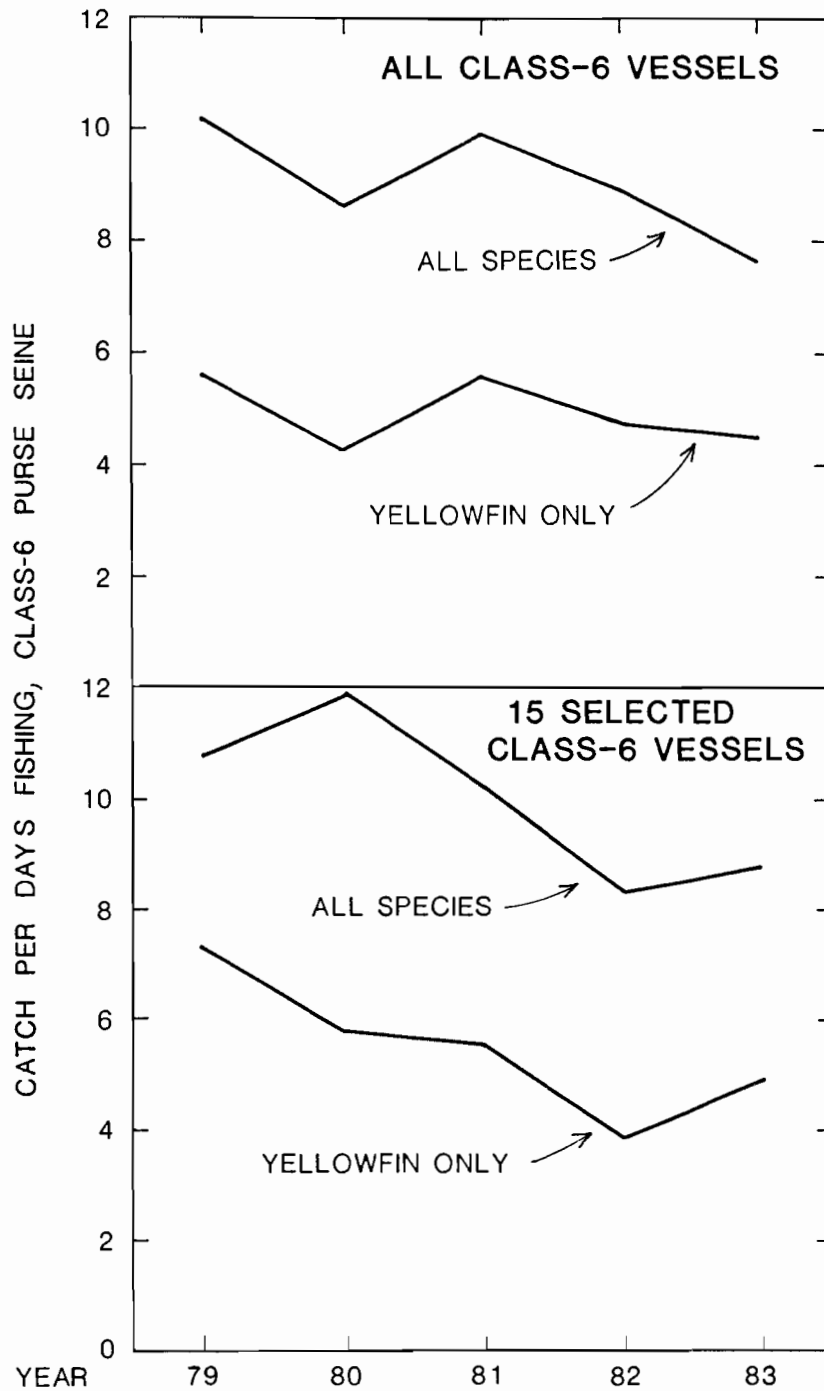 CATCH PER DAYS FISHING, CLASS-6 PURSE SEINE
12
ALL CLASS-6 VESSELS
10
8
ALL SPECIES
6
4
YELLOWFIN ONLY
2
12
15 SELECTED
CLASS-6 VESSELS
10
8
ALL SPECIES
6
4
YELLOWFIN ONLY
2
0
YEAR 79 80 81 82 83